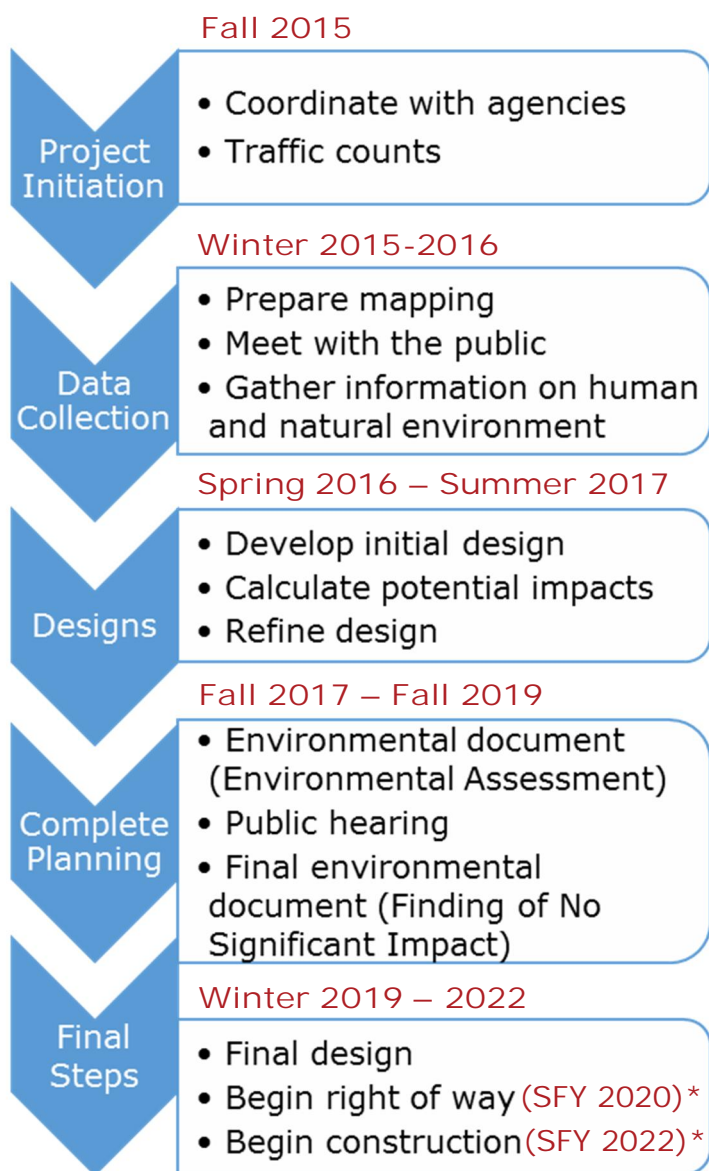 Fall 2015
Project
Initiation
• Coordinate with agencies
• Traffic counts
Winter 2015-2016
Data
Collection
• Prepare mapping
• Meet with the public
• Gather information on human
and natural environment
Spring 2016 – Summer 2017
Designs
• Develop initial design
• Calculate potential impacts
• Refine design
Fall 2017 – Fall 2019
Complete
Planning
• Environmental document
(Environmental Assessment)
• Public hearing
• Final environmental
document (Finding of No
Significant Impact)
Winter 2019 – 2022
Final
Steps
• Final design
• Begin right of way (SFY 2020)*
• Begin construction (SFY 2022)*